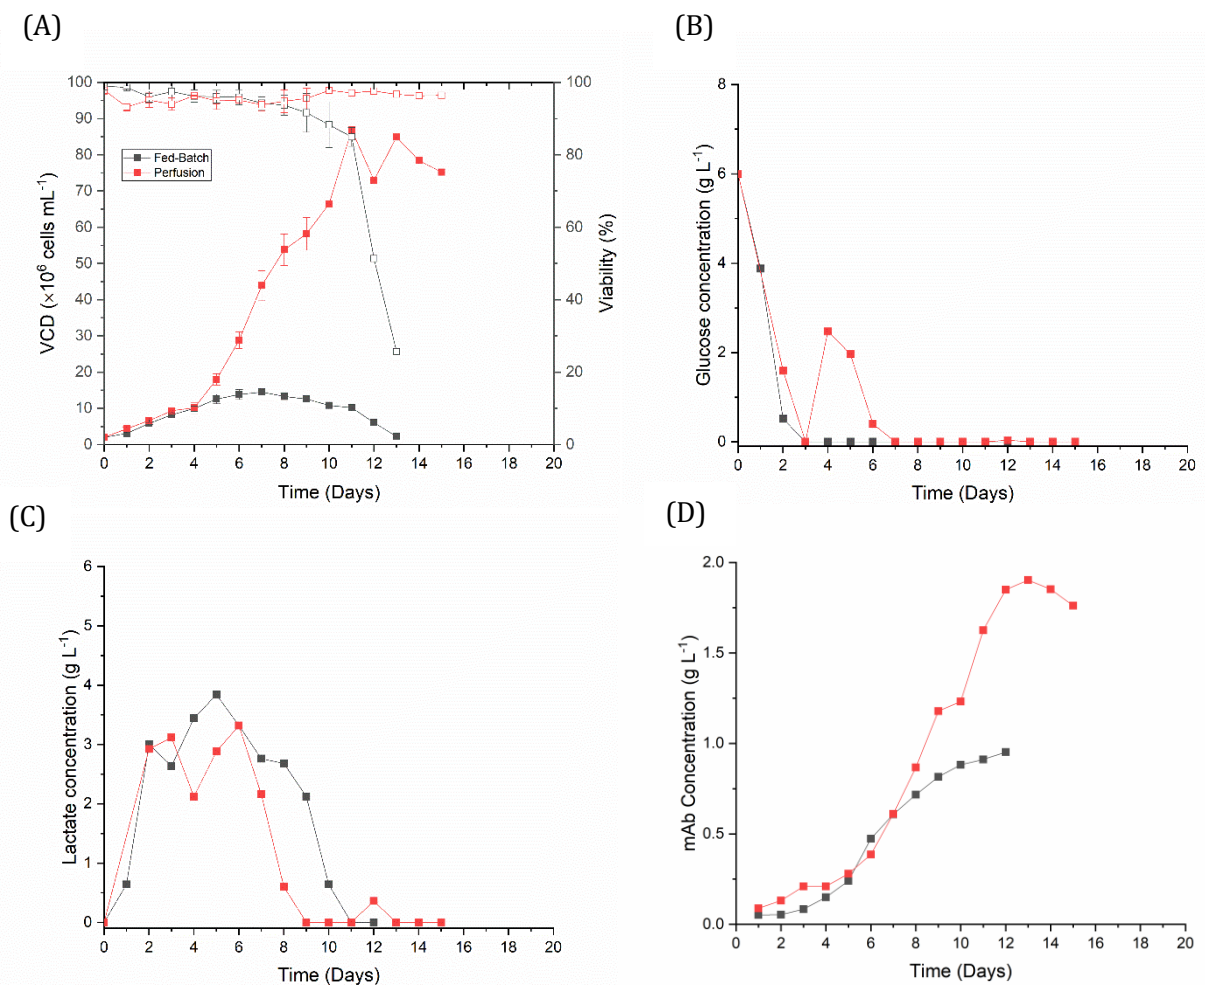 (A)
100
90
80
70
60
50
40
30
20
10
0
VCD (×10⁶ cells mL⁻¹)
Fed-Batch
Perfusion
100
80
60
40
20
0
Viability (%)
0 2 4 6 8 10 12 14 16 18 20
Time (Days)
(B)
8
6
4
2
0
Glucose concentration (g L⁻¹)
0 2 4 6 8 10 12 14 16 18 20
Time (Days)
(C)
6
5
4
3
2
1
0
Lactate concentration (g L⁻¹)
0 2 4 6 8 10 12 14 16 18 20
Time (Days)
(D)
2.0
1.5
1.0
0.5
0.0
mAb Concentration (g L⁻¹)
0 2 4 6 8 10 12 14 16 18 20
Time (Days)